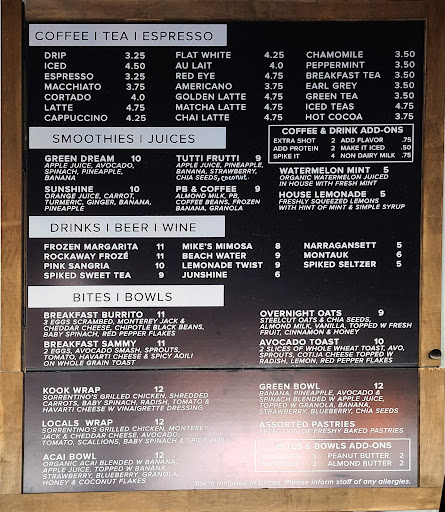 COFFEE | TEA | ESPRESSO
DRIP 3.25
ICED 4.50
ESPRESSO 3.25
MACCHIATO 3.75
CORTADO 4.0
LATTE 4.75
CAPPUCCINO 4.25
FLAT WHITE 4.25
AU LAIT 4.0
RED EYE 4.75
AMERICANO 3.75
GOLDEN LATTE 4.75
MATCHA LATTE 4.75
CHAI LATTE 4.75
CHAMOMILE 3.50
PEPPERMINT 3.50
BREAKFAST TEA 3.50
EARL GREY 3.50
GREEN TEA 3.50
ICED TEAS 4.75
HOT COCOA 3.75
COFFEE & DRINK ADD-ONS
EXTRA SHOT 2 ADD FLAVOR .75
ADD PROTEIN 2 MAKE IT ICED .50
SPIKE IT 4 NON DAIRY MILK .75
SMOOTHIES | JUICES
GREEN DREAM 10
APPLE JUICE, AVOCADO,
SPINACH, PINEAPPLE,
BANANA
SUNSHINE 10
ORANGE JUICE, CARROT,
TURMERIC, GINGER, BANANA,
PINEAPPLE
TUTTI FRUTTI 9
APPLE JUICE, PINEAPPLE,
BANANA, STRAWBERRY,
CHIA SEEDS, coconut
PB & COFFEE 9
ALMOND MILK, PB,
COFFEE BEANS, FROZEN
BANANA, GRANOLA
WATERMELON MINT 5
ORGANIC WATERMELON JUICED
IN HOUSE WITH FRESH MINT
HOUSE LEMONADE 5
FRESHLY SQUEEZED LEMONS
WITH HINT OF MINT & SIMPLE SYRUP
DRINKS | BEER | WINE
FROZEN MARGARITA 11
ROCKAWAY FROZÉ 11
PINK SANGRIA 10
SPIKED SWEET TEA 9
MIKE'S MIMOSA 8
BEACH WATER 9
LEMONADE TWIST 9
JUNESHINE 6
NARRAGANSETT 5
MONTAUK 6
SPIKED SELTZER 5
BITES | BOWLS
BREAKFAST BURRITO 11
3 EGGS SCRAMBED, MONTEREY JACK &
CHEDDAR CHEESE, CHIPOTLE BLACK BEANS,
BABY SPINACH, RED PEPPER FLAKES
BREAKFAST SAMMY 11
2 EGGS, AVOCADO SMASH, SPROUTS,
TOMATO, HAVARTI CHEESE & SPICY AOILI
ON WHOLE GRAIN TOAST
OVERNIGHT OATS 9
STEELCUT OATS & CHIA SEEDS,
ALMOND MILK, VANILLA, TOPPED W FRESH
FRUIT, CINNAMON & HONEY
AVOCADO TOAST 10
2 SLICES OF WHOLE WHEAT TOAST, AVO,
SPROUTS, COTIJA CHEESE TOPPED W
RADISH, LEMON, RED PEPPER FLAKES
KOOK WRAP 12
SORRENTINO'S GRILLED CHICKEN, SHREDDED
CARROTS, BABY SPINACH, RADISH, TOMATO &
HAVARTI CHEESE W VINAIGRETTE DRESSING
LOCALS WRAP 12
SORRENTINO'S GRILLED CHICKEN, MONTEREY
JACK & CHEDDAR CHEESE, AVOCADO,
TOMATO, SCALLIONS, BABY SPINACH & SPICY AOILI
ACAI BOWL 12
ORGANIC ACAI BLENDED W BANANA,
APPLE JUICE, TOPPED W BANANA,
STRAWBERRY, BLUEBERRY, GRANOLA,
HONEY & COCONUT FLAKES
GREEN BOWL 12
BANANA, PINEAPPLE, AVOCADO &
SPINACH BLENDED W APPLE JUICE,
TOPPED W GRANOLA, BANANA,
STRAWBERRY, BLUEBERRY, CHIA SEEDS
ASSORTED PASTRIES
SELECTION OF FRESHLY BAKED PASTRIES
BITES & BOWLS ADD-ONS
1 PEANUT BUTTER 2
2 ALMOND BUTTER 2
Tax is included in prices. Please inform staff of any allergies.